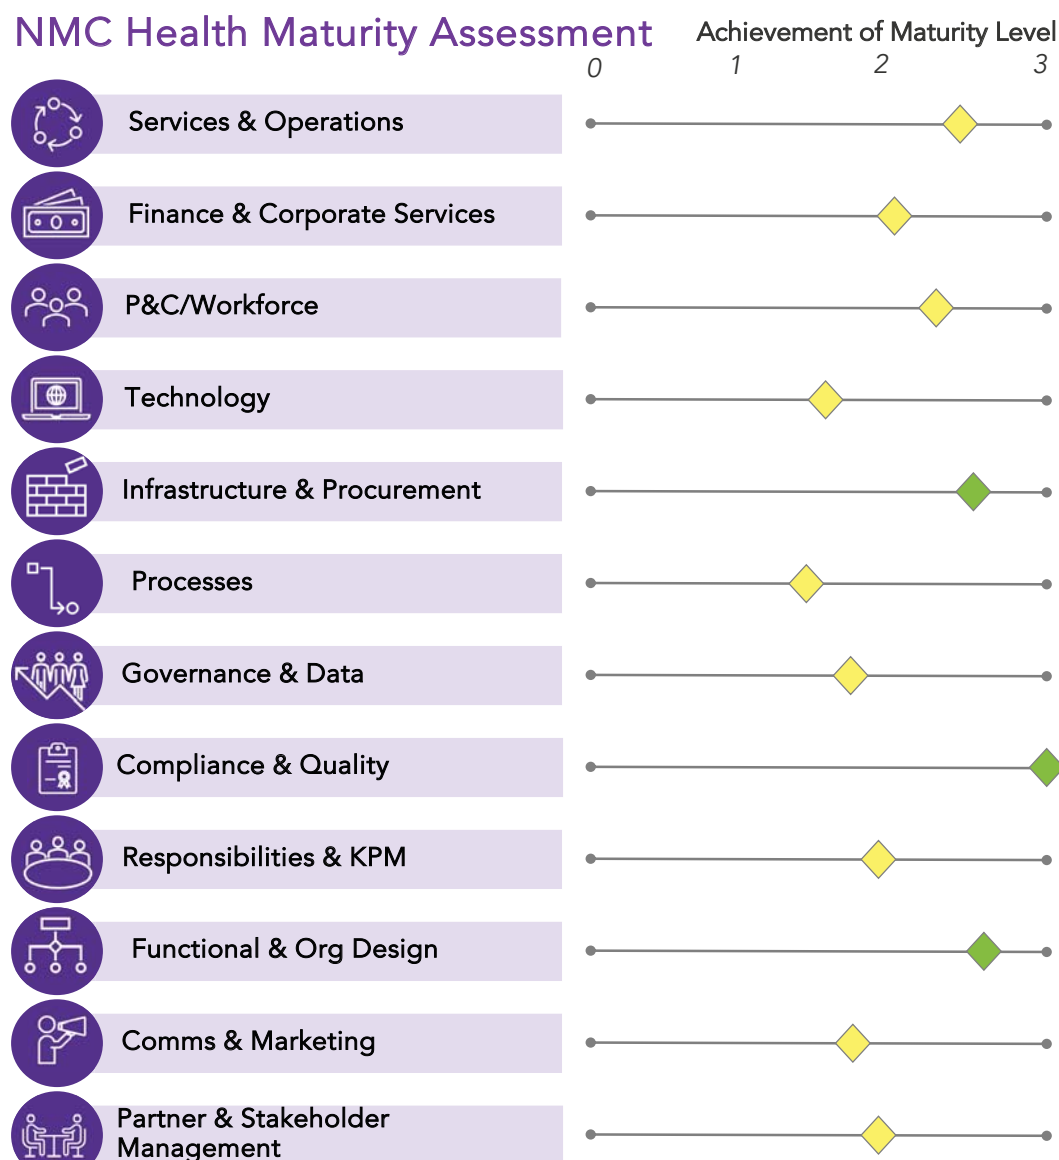 NMC Health Maturity Assessment
Achievement of Maturity Level
0 1 2 3
Services & Operations
Finance & Corporate Services
P&C/Workforce
Technology
Infrastructure & Procurement
Processes
Governance & Data
Compliance & Quality
Responsibilities & KPM
Functional & Org Design
Comms & Marketing
Partner & Stakeholder
Management